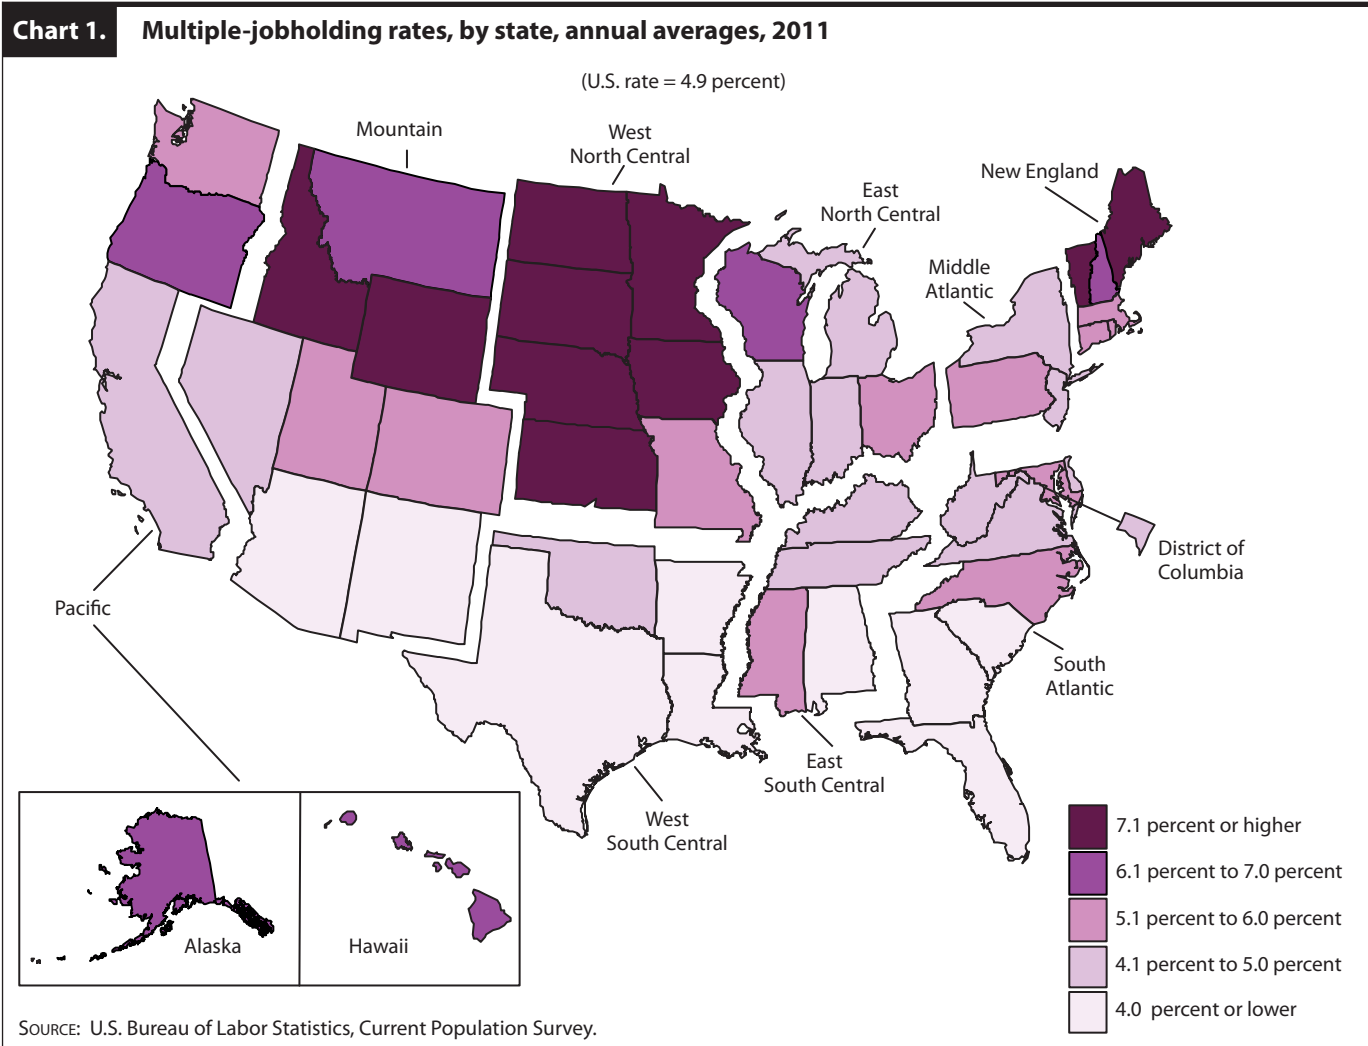 Chart 1. Multiple-jobholding rates, by state, annual averages, 2011
(U.S. rate = 4.9 percent)
Mountain
West
North Central
New England
East
North Central
Middle
Atlantic
District of
Columbia
Pacific
South
Atlantic
East
South Central
West
South Central
7.1 percent or higher
6.1 percent to 7.0 percent
5.1 percent to 6.0 percent
4.1 percent to 5.0 percent
4.0 percent or lower
Alaska
Hawaii
SOURCE: U.S. Bureau of Labor Statistics, Current Population Survey.